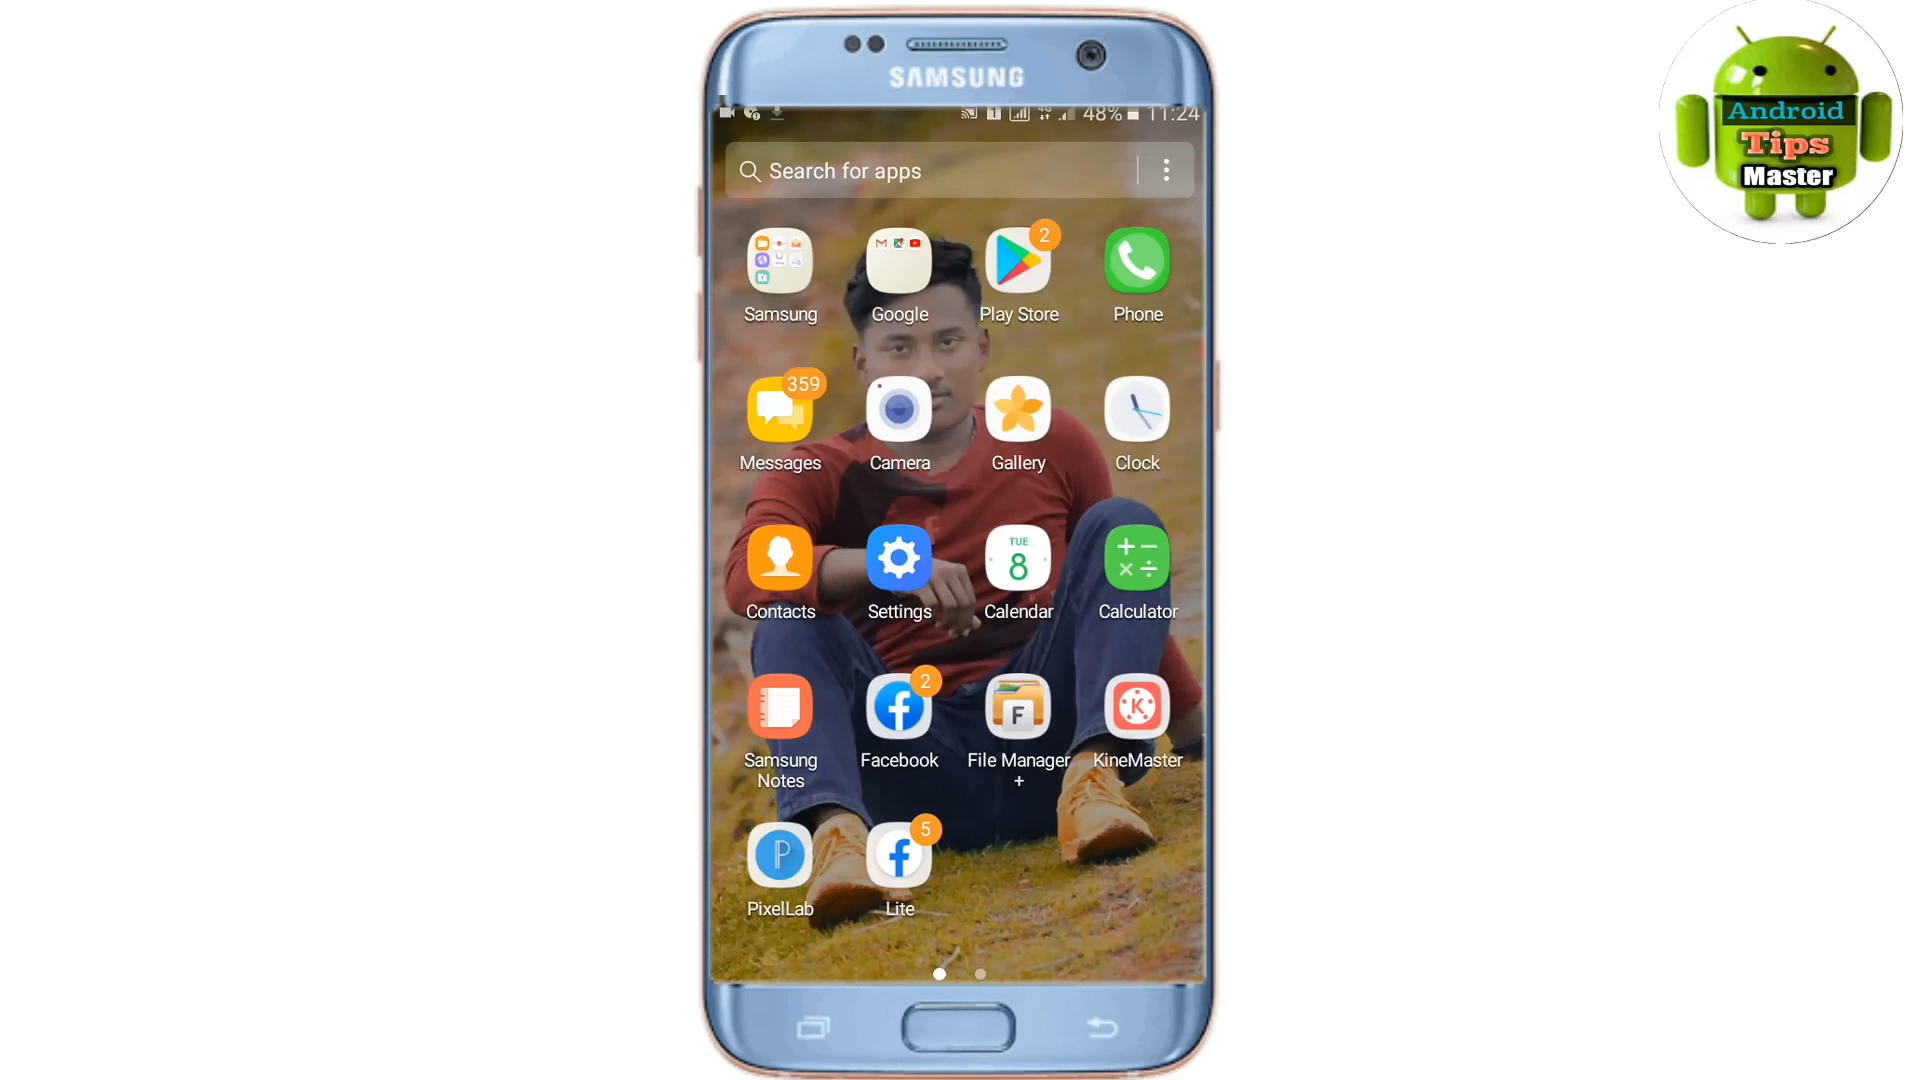 SAMSUNG
48% 11:24
Search for apps
Android
Tips
Master
2
Samsung Google Play Store Phone
359
Messages Camera Gallery Clock
TUE
8
Contacts Settings Calendar Calculator
2
F K
Samsung Notes Facebook File Manager + KineMaster
5
P
PixelLab Lite